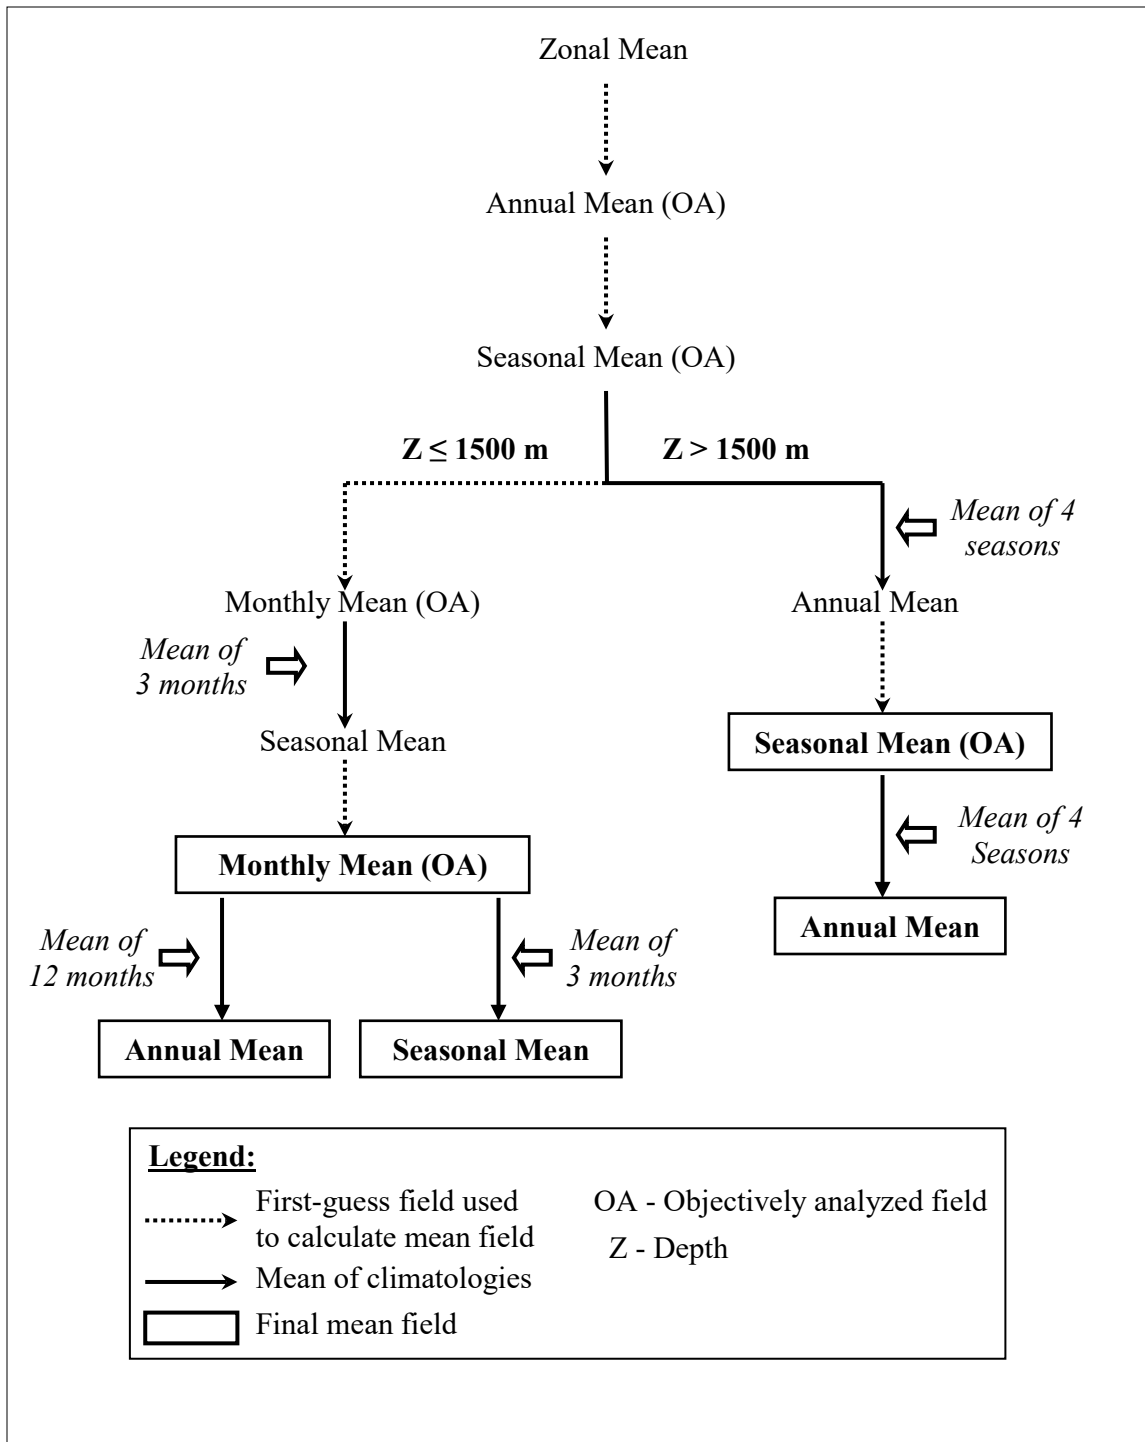 Zonal Mean
Annual Mean (OA)
Seasonal Mean (OA)
Z ≤ 1500 m
Z > 1500 m
Mean of 4
seasons
Monthly Mean (OA)
Annual Mean
Mean of
3 months
Seasonal Mean
Seasonal Mean (OA)
Mean of 4
Seasons
Monthly Mean (OA)
Annual Mean
Mean of
12 months
Mean of
3 months
Annual Mean
Seasonal Mean
Legend:
First-guess field used
to calculate mean field
OA - Objectively analyzed field
Z - Depth
Mean of climatologies
Final mean field